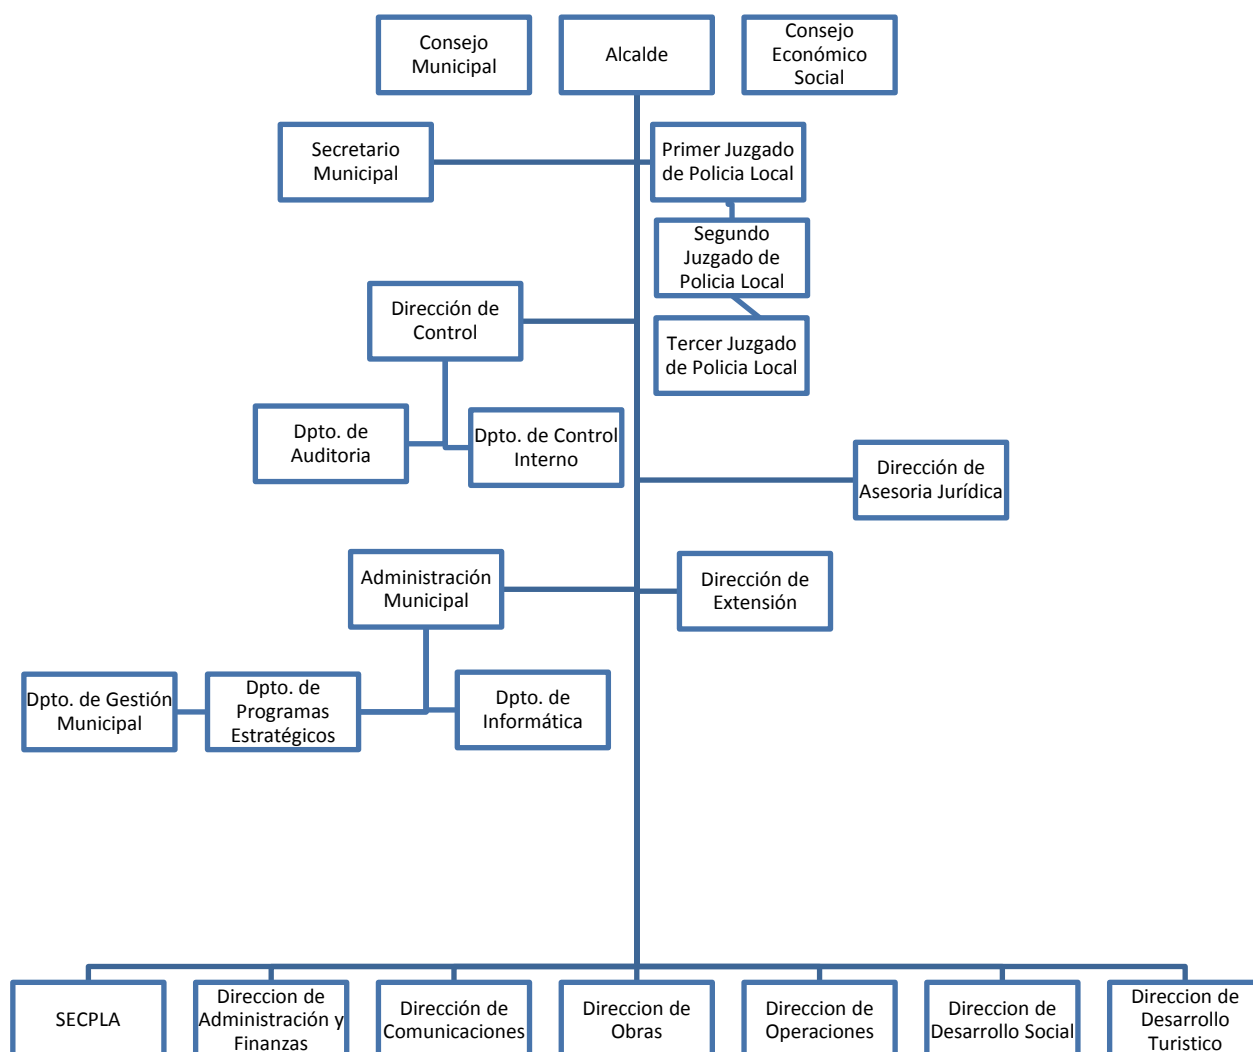 Consejo
Municipal
Alcalde
Consejo
Económico
Social
Secretario
Municipal
Primer Juzgado
de Policia Local
Segundo
Juzgado de
Policia Local
Dirección de
Control
Tercer Juzgado
de Policia Local
Dpto. de
Auditoria
Dpto. de Control
Interno
Dirección de
Asesoria Jurídica
Administración
Municipal
Dirección de
Extensión
Dpto. de Gestión
Municipal
Dpto. de
Programas
Estratégicos
Dpto. de
Informática
SECPLA
Direccion de
Administración y
Finanzas
Dirección de
Comunicaciones
Direccion de
Obras
Direccion de
Operaciones
Direccion de
Desarrollo Social
Direccion de
Desarrollo
Turistico